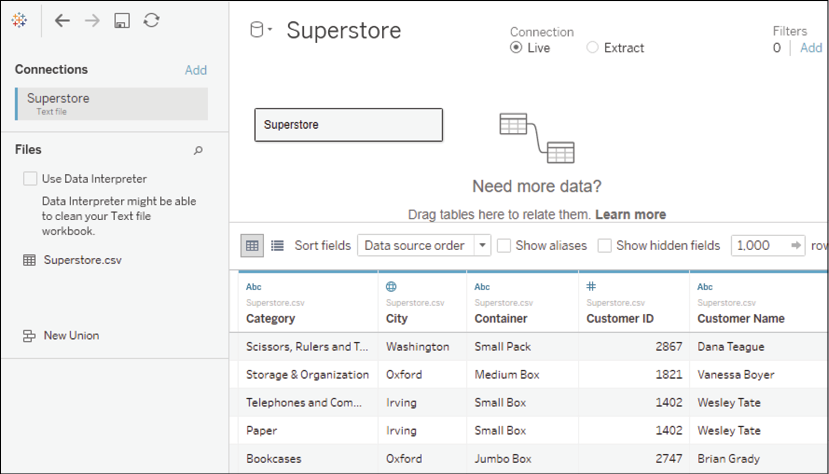 Superstore
Connection
Live
Extract
Filters
0 | Add
Connections
Add
Superstore
Text file
Files
Use Data Interpreter
Data Interpreter might be able
to clean your Text file
workbook.
Superstore.csv
New Union
Superstore
Need more data?
Drag tables here to relate them. Learn more
Sort fields Data source order Show aliases Show hidden fields 1,000
Abc Abc # Abc
Superstore.csv Superstore.csv Superstore.csv Superstore.csv Superstore.csv
Category City Container Customer ID Customer Name
Scissors, Rulers and T... Washington Small Pack 2867 Dana Teague
Storage & Organization Oxford Medium Box 1821 Vanessa Boyer
Telephones and Com... Irving Small Box 1402 Wesley Tate
Paper Irving Small Box 1402 Wesley Tate
Bookcases Oxford Jumbo Box 2747 Brian Grady